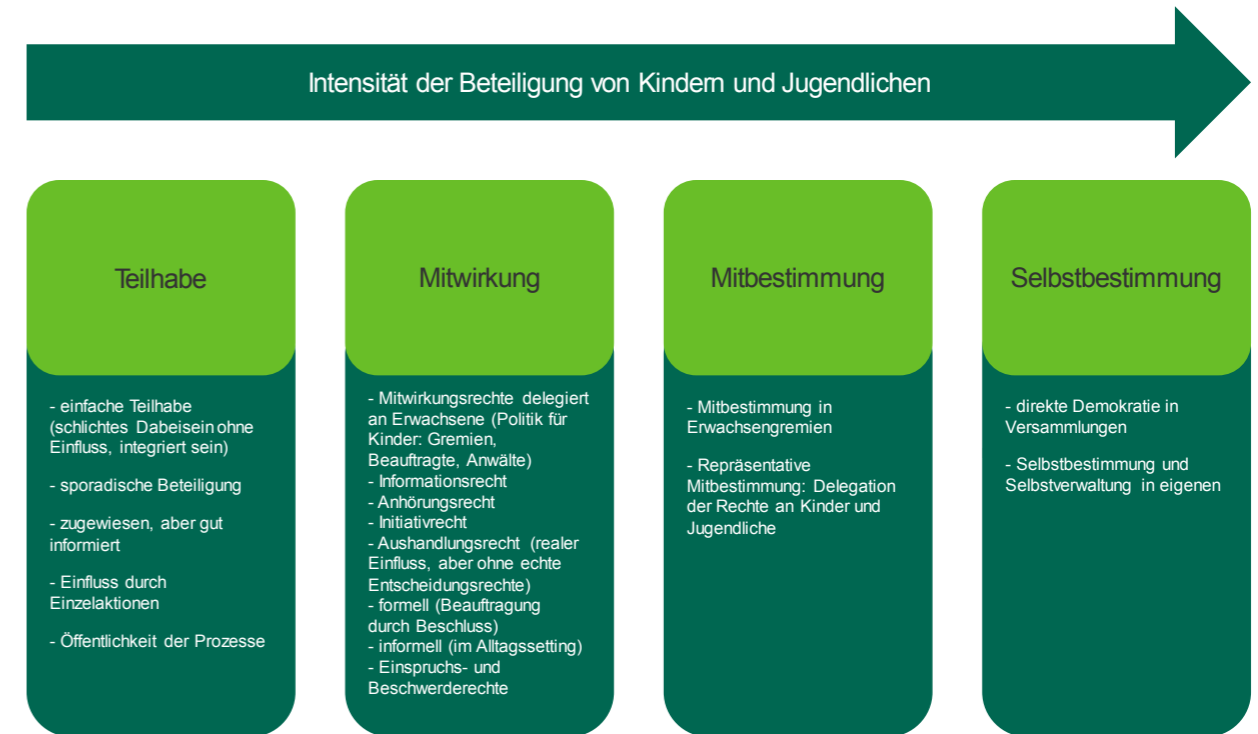 Intensität der Beteiligung von Kindern und Jugendlichen
Teilhabe
- einfache Teilhabe
(schlichtes Dabeisein ohne
Einfluss, integriert sein)
- sporadische Beteiligung
- zugewiesen, aber gut
informiert
- Einfluss durch
Einzelaktionen
- Öffentlichkeit der Prozesse
Mitwirkung
- Mitwirkungsrechte delegiert
an Erwachsene (Politik für
Kinder: Gremien,
Beauftragte, Anwälte)
- Informationsrecht
- Anhörungsrecht
- Initiativrecht
- Aushandlungsrecht (realer
Einfluss, aber ohne echte
Entscheidungsrechte)
- formell (Beauftragung
durch Beschluss)
- informell (im Alltagssetting)
- Einspruchs- und
Beschwerderechte
Mitbestimmung
- Mitbestimmung in
Erwachsengremien
- Repräsentative
Mitbestimmung: Delegation
der Rechte an Kinder und
Jugendliche
Selbstbestimmung
- direkte Demokratie in
Versammlungen
- Selbstbestimmung und
Selbstverwaltung in eigenen